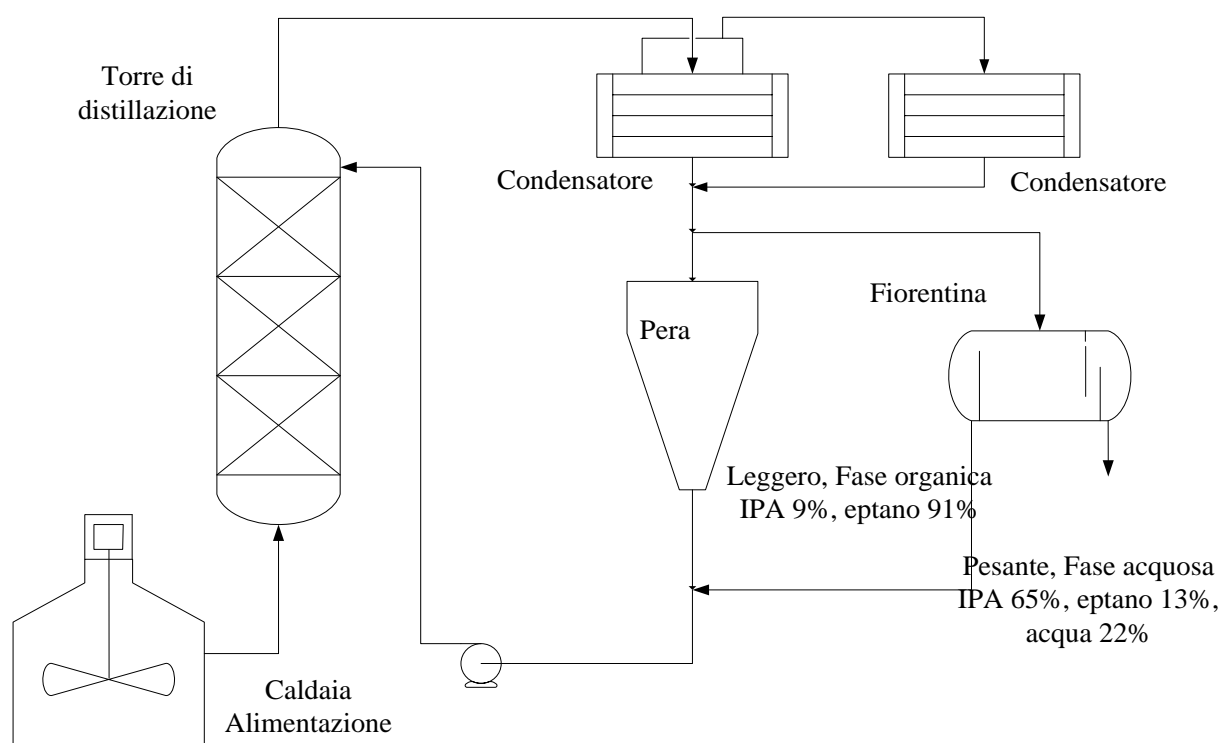 Torre di
distillazione
Condensatore
Condensatore
Fiorentina
Pera
Leggero, Fase organica
IPA 9%, eptano 91%
Pesante, Fase acquosa
IPA 65%, eptano 13%,
acqua 22%
Caldaia
Alimentazione